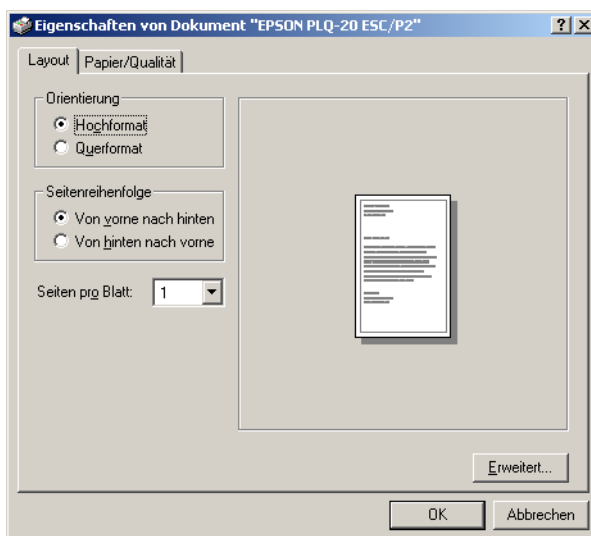 Eigenschaften von Dokument "EPSON PLQ-20 ESC/P2"
Layout
Papier/Qualität
Orientierung
Hochformat
Querformat
Seitenreihenfolge
Von vorne nach hinten
Von hinten nach vorne
Seiten pro Blatt:
1
Erweitert...
OK
Abbrechen